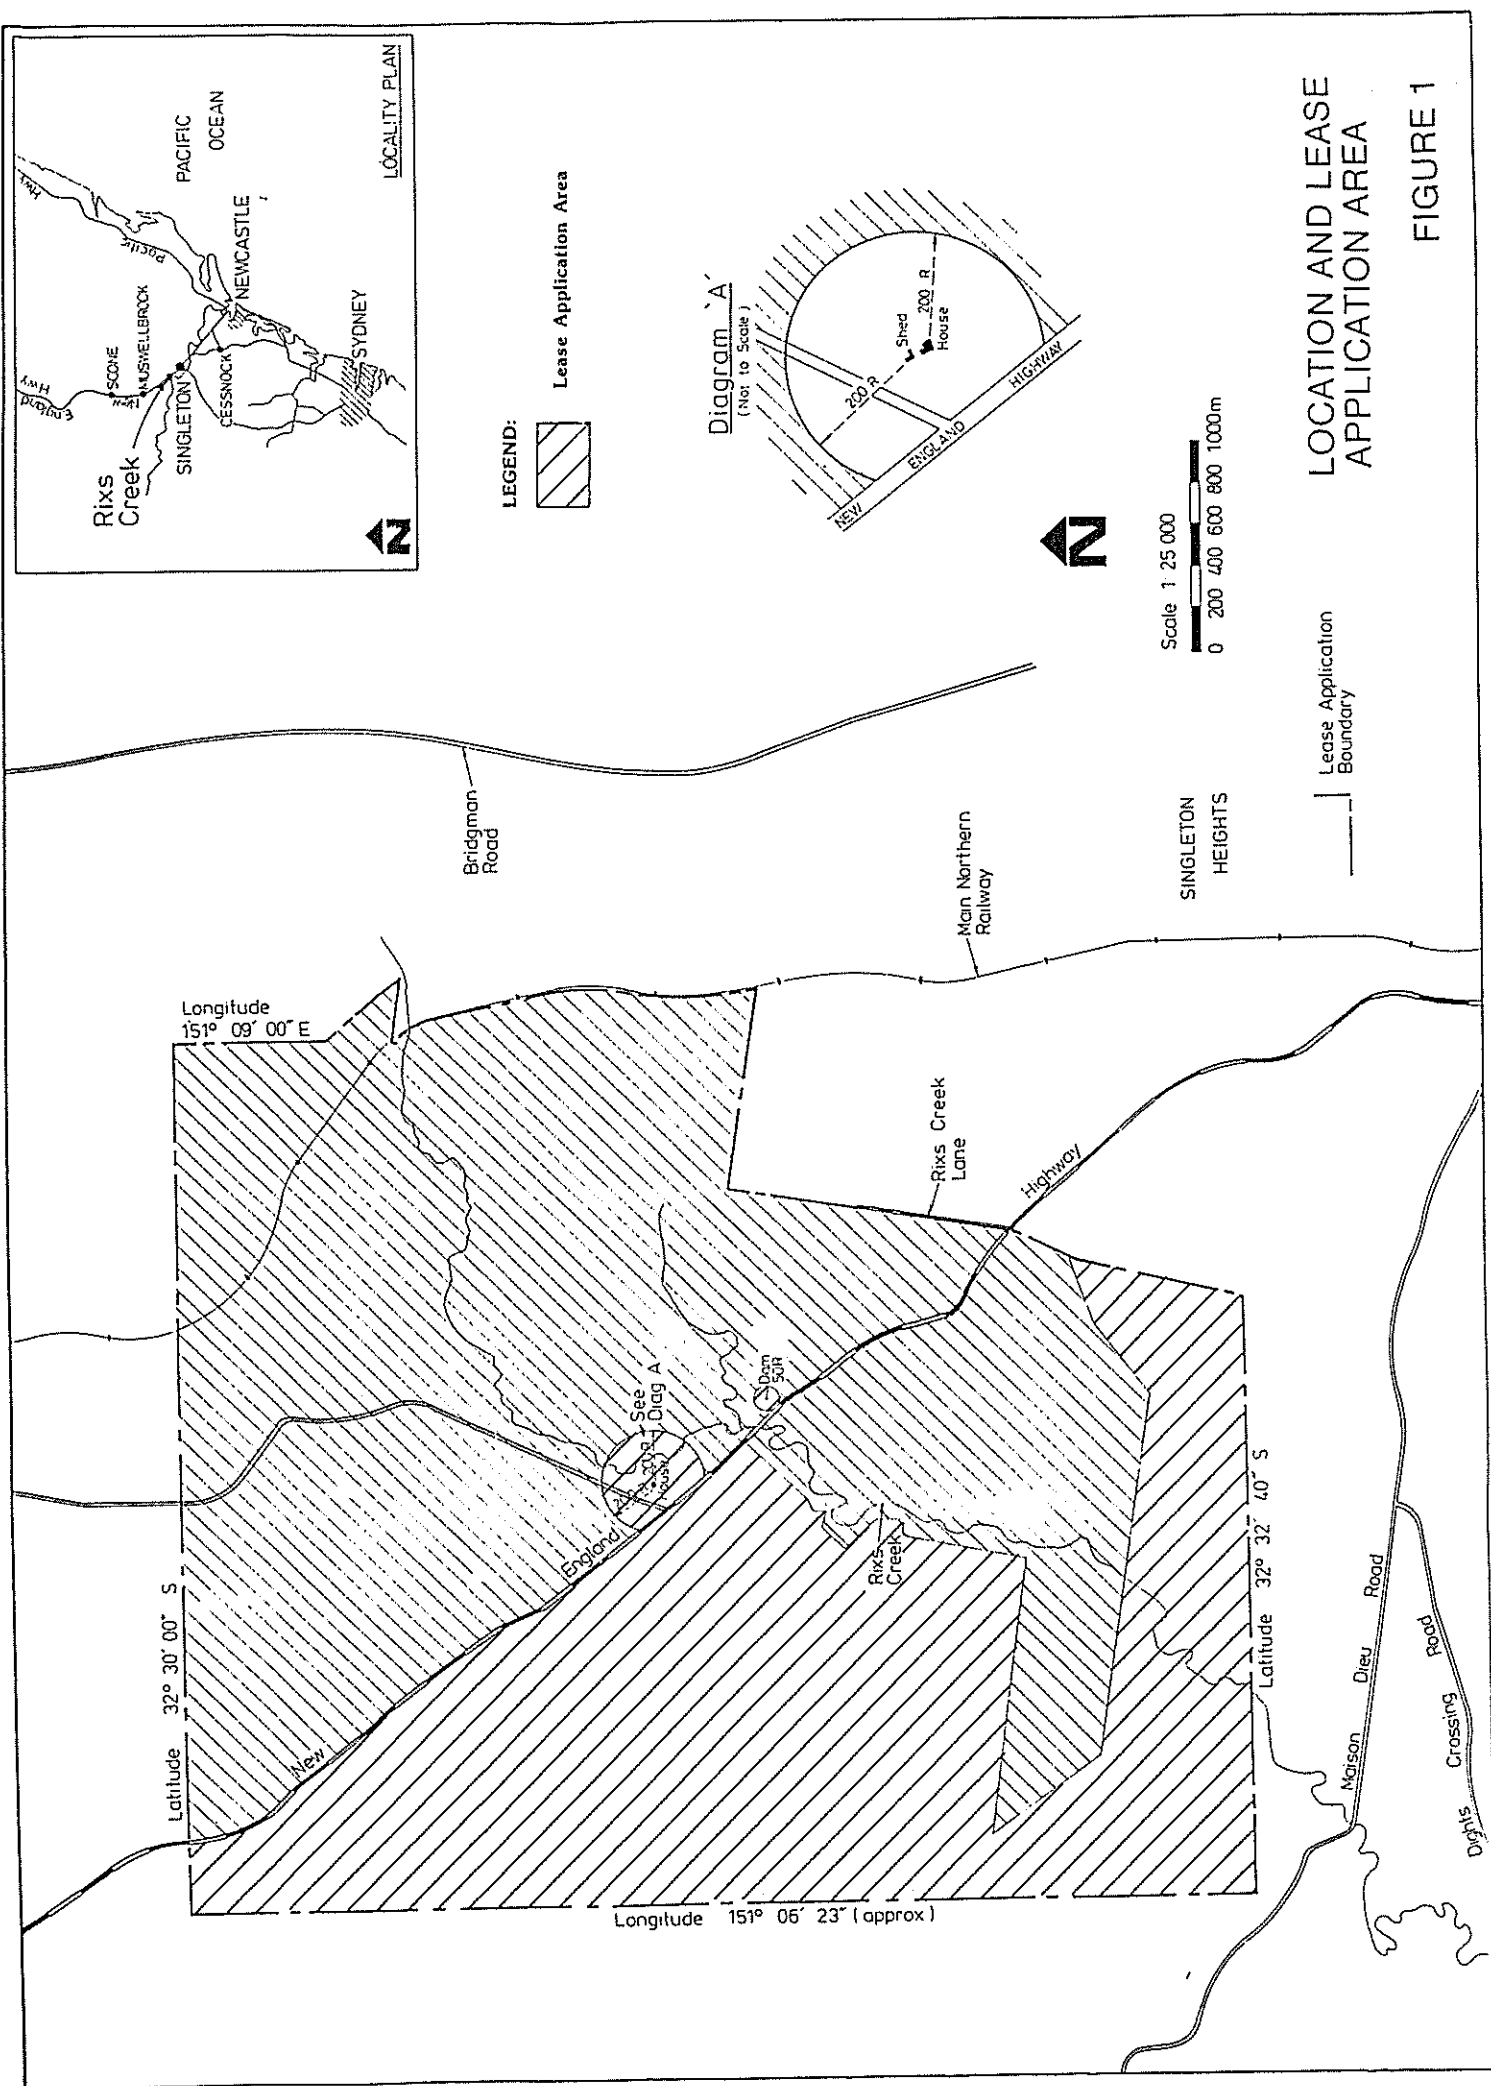 Hwy
England
New
SCONE
MUSWELLBROCK
Pacific
Hwy
PACIFIC
OCEAN
Rixs
Creek
SINGLETON
CESSNOCK
NEWCASTLE
SYDNEY
LOCALITY PLAN
N
LEGEND:
Lease Application Area
Diagram 'A'
(Not to Scale)
200 R
Shed
House
200 R
NEW
ENGLAND
HIGHWAY
N
Scale 1 25 000
0 200 400 600 800 1000m
LOCATION AND LEASE
APPLICATION AREA
FIGURE 1
Lease Application
Boundary
SINGLETON
HEIGHTS
Bridgman
Road
Main Northern
Railway
Longitude
151° 09' 00" E
Rixs Creek
Lane
Highway
Latitude 32° 30' 00" S
New
England
See
Diag A
Dam
50R
Rixs
Creek
Latitude 32° 32' 40" S
Longitude 151° 06' 23" (approx)
Maison Dieu Road
Dights Crossing Road